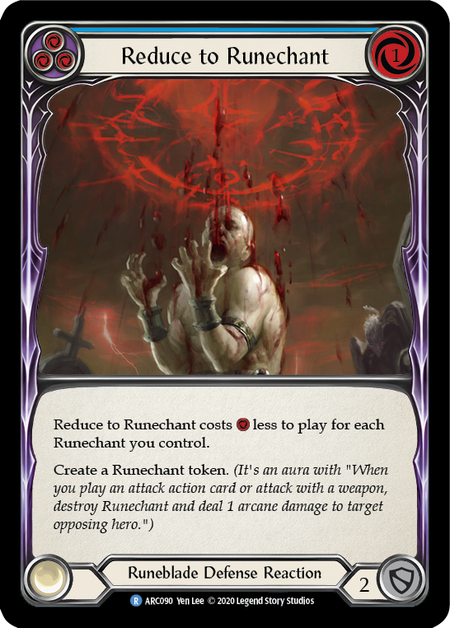 Reduce to Runechant
1
Reduce to Runechant costs less to play for each
Runechant you control.
Create a Runechant token. (It's an aura with "When
you play an attack action card or attack with a weapon,
destroy Runechant and deal 1 arcane damage to target
opposing hero.")
Runeblade Defense Reaction
2
R ARC090 Yen Lee © 2020 Legend Story Studios